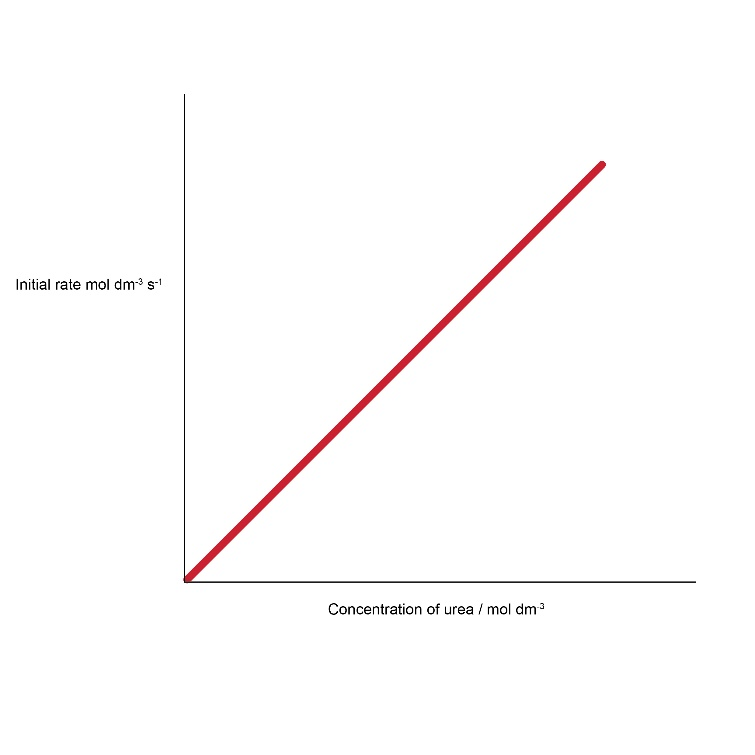 Initial rate mol dm⁻³ s⁻¹
Concentration of urea / mol dm⁻³